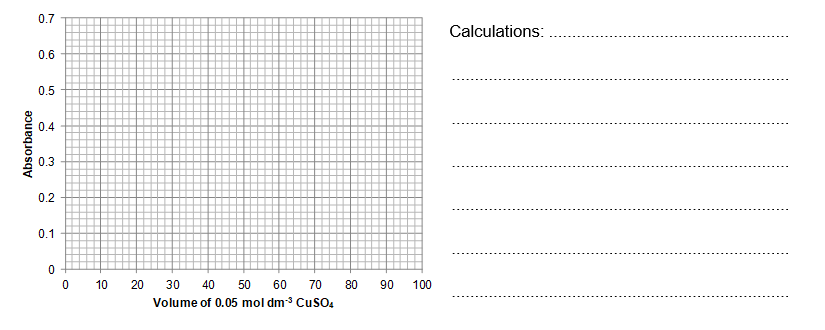 0.7
0.6
0.5
0.4
0.3
0.2
0.1
0
Absorbance
0 10 20 30 40 50 60 70 80 90 100
Volume of 0.05 mol dm⁻³ CuSO₄
Calculations: ......................................................